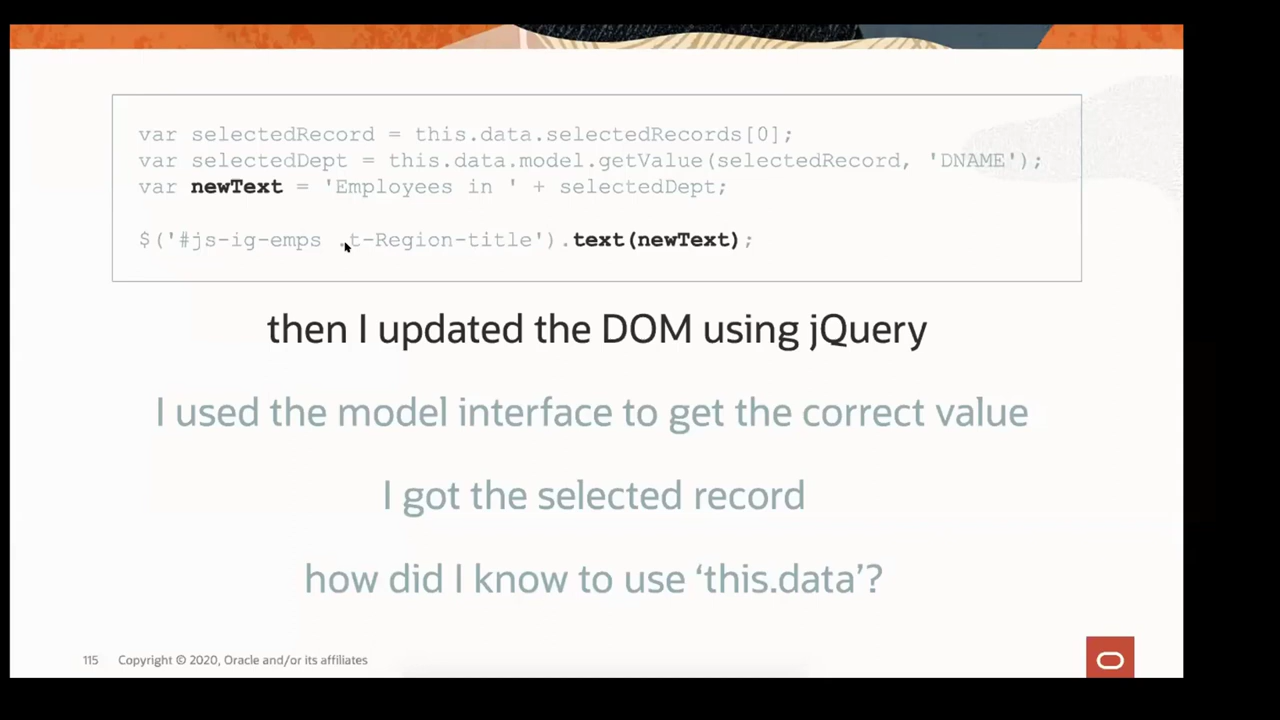 var selectedRecord = this.data.selectedRecords[0];
var selectedDept = this.data.model.getValue(selectedRecord, 'DNAME');
var newText = 'Employees in ' + selectedDept;
$('#js-ig-emps .t-Region-title').text(newText);
then I updated the DOM using jQuery
I used the model interface to get the correct value
I got the selected record
how did I know to use ‘this.data’?
115 Copyright © 2020, Oracle and/or its affiliates